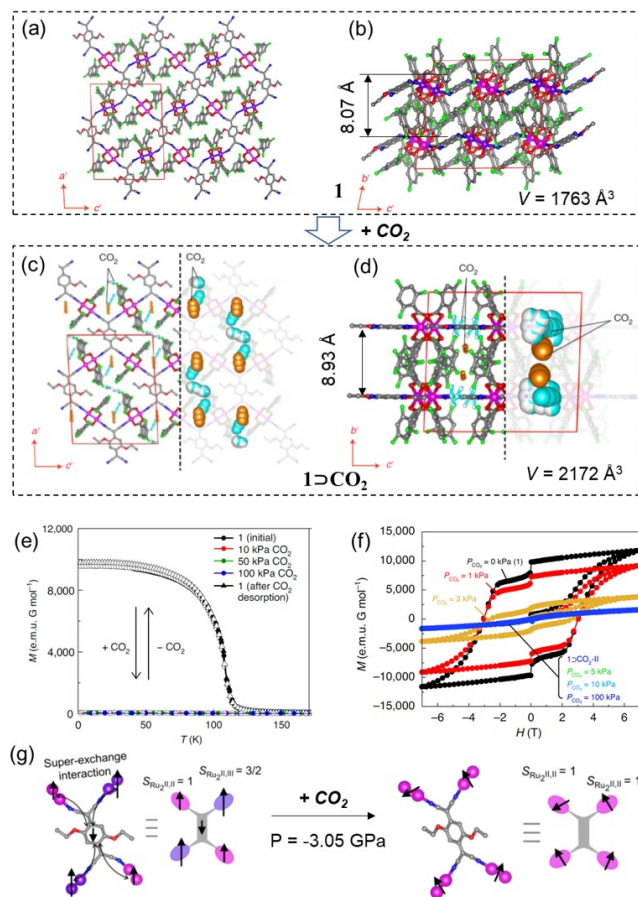 (a)
(b)
8.07 Å
a'
c'
1
b'
c'
V = 1763 Å³
+ CO₂
(c)
CO₂
(d)
CO₂
CO₂
8.93 Å
a'
c'
1⊃CO₂
b'
c'
V = 2172 Å³
(e)
12,000
8,000
4,000
0
M (e.m.u. G mol⁻¹)
1 (initial)
10 kPa CO₂
50 kPa CO₂
100 kPa CO₂
1 (after CO₂ desorption)
+ CO₂
− CO₂
0
50
100
150
T (K)
(f)
15,000
10,000
5,000
0
−5,000
−10,000
−15,000
M (e.m.u. G mol⁻¹)
P_CO₂ = 0 kPa (1)
P_CO₂ = 1 kPa
P_CO₂ = 3 kPa
1⊃CO₂-II
P_CO₂ = 5 kPa
P_CO₂ = 10 kPa
P_CO₂ = 100 kPa
−6
−4
−2
0
2
4
6
H (T)
(g)
Super-exchange
interaction
S_Ru₂II,II = 1
S_Ru₂II,III = 3/2
+ CO₂
P = -3.05 GPa
S_Ru₂II,II = 1
S_Ru₂II,II = 1